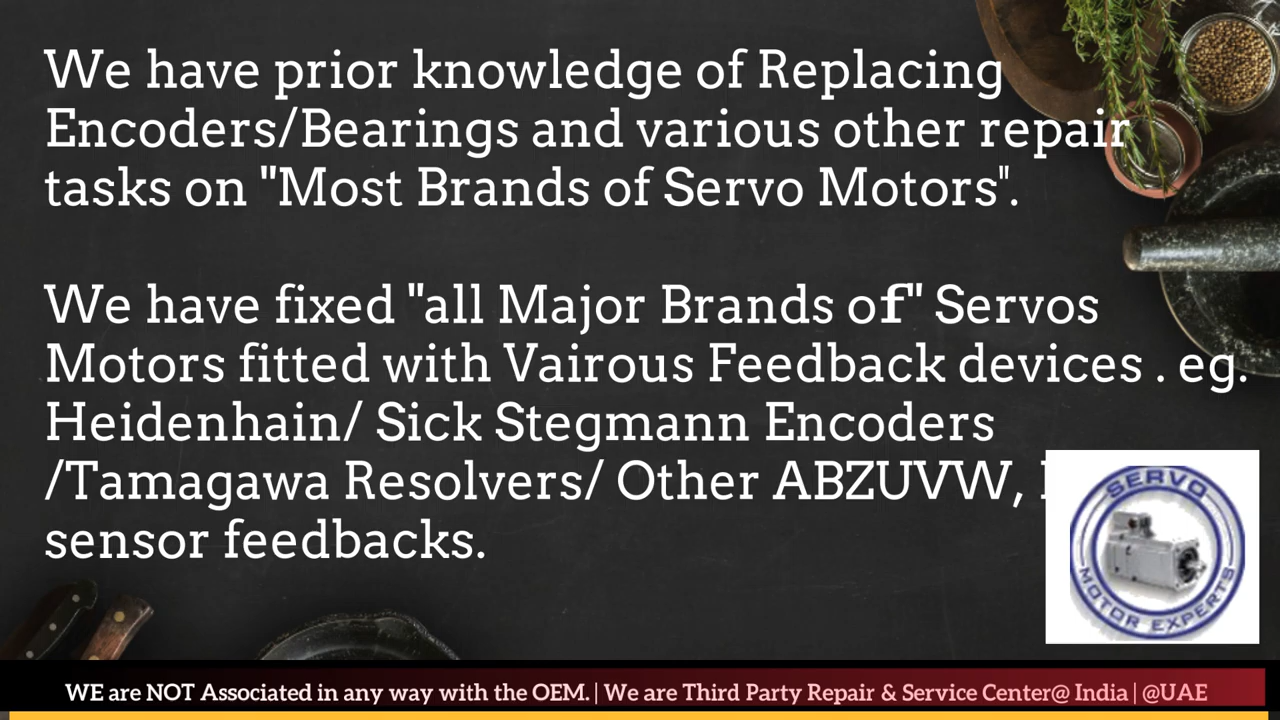 We have prior knowledge of Replacing
Encoders/Bearings and various other repair
tasks on "Most Brands of Servo Motors".
We have fixed "all Major Brands of" Servos
Motors fitted with Vairous Feedback devices . eg.
Heidenhain/ Sick Stegmann Encoders
/Tamagawa Resolvers/ Other ABZUVW,
sensor feedbacks.
SERVO
MOTOR EXPERTS
WE are NOT Associated in any way with the OEM. | We are Third Party Repair & Service Center@ India | @UAE